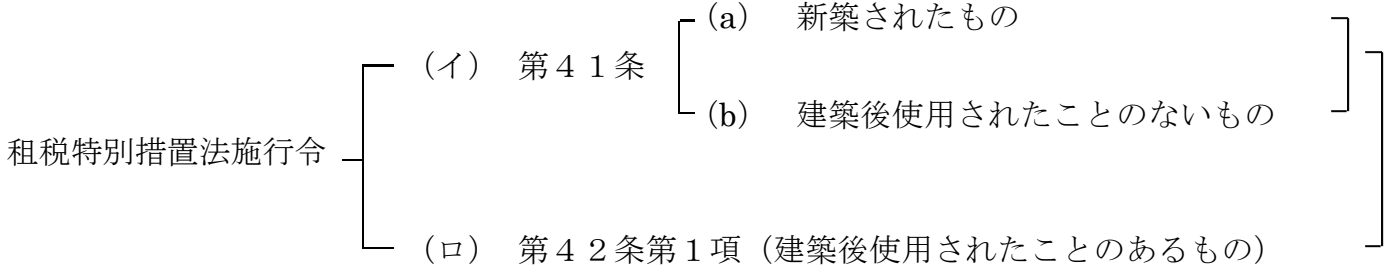 (a) 新築されたもの
(イ) 第41条
(b) 建築後使用されたことのないもの
租税特別措置法施行令
(ロ) 第42条第1項(建築後使用されたことのあるもの)